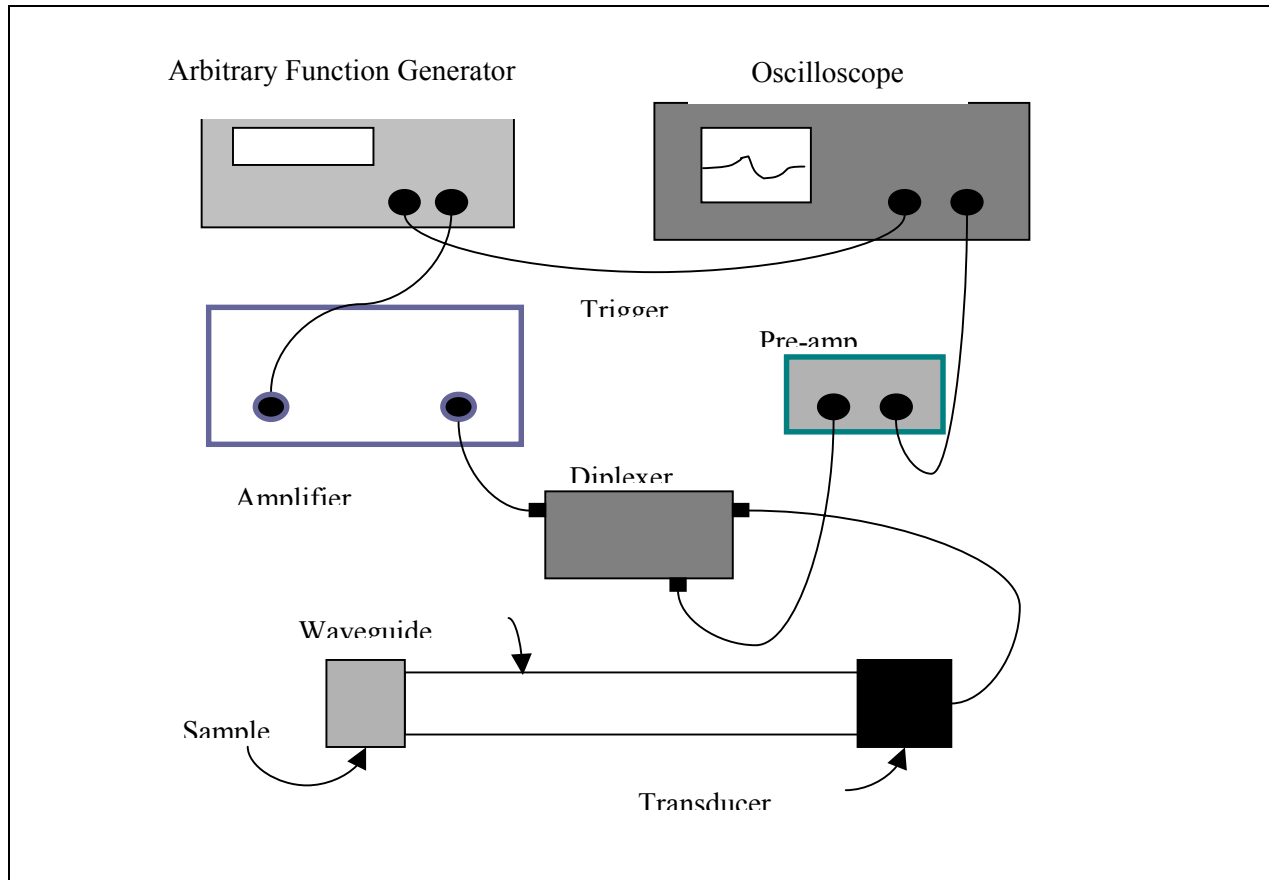 Arbitrary Function Generator
Oscilloscope
Trigger
Pre-amp
Diplexer
Amplifier
Waveguide
Sample
Transducer